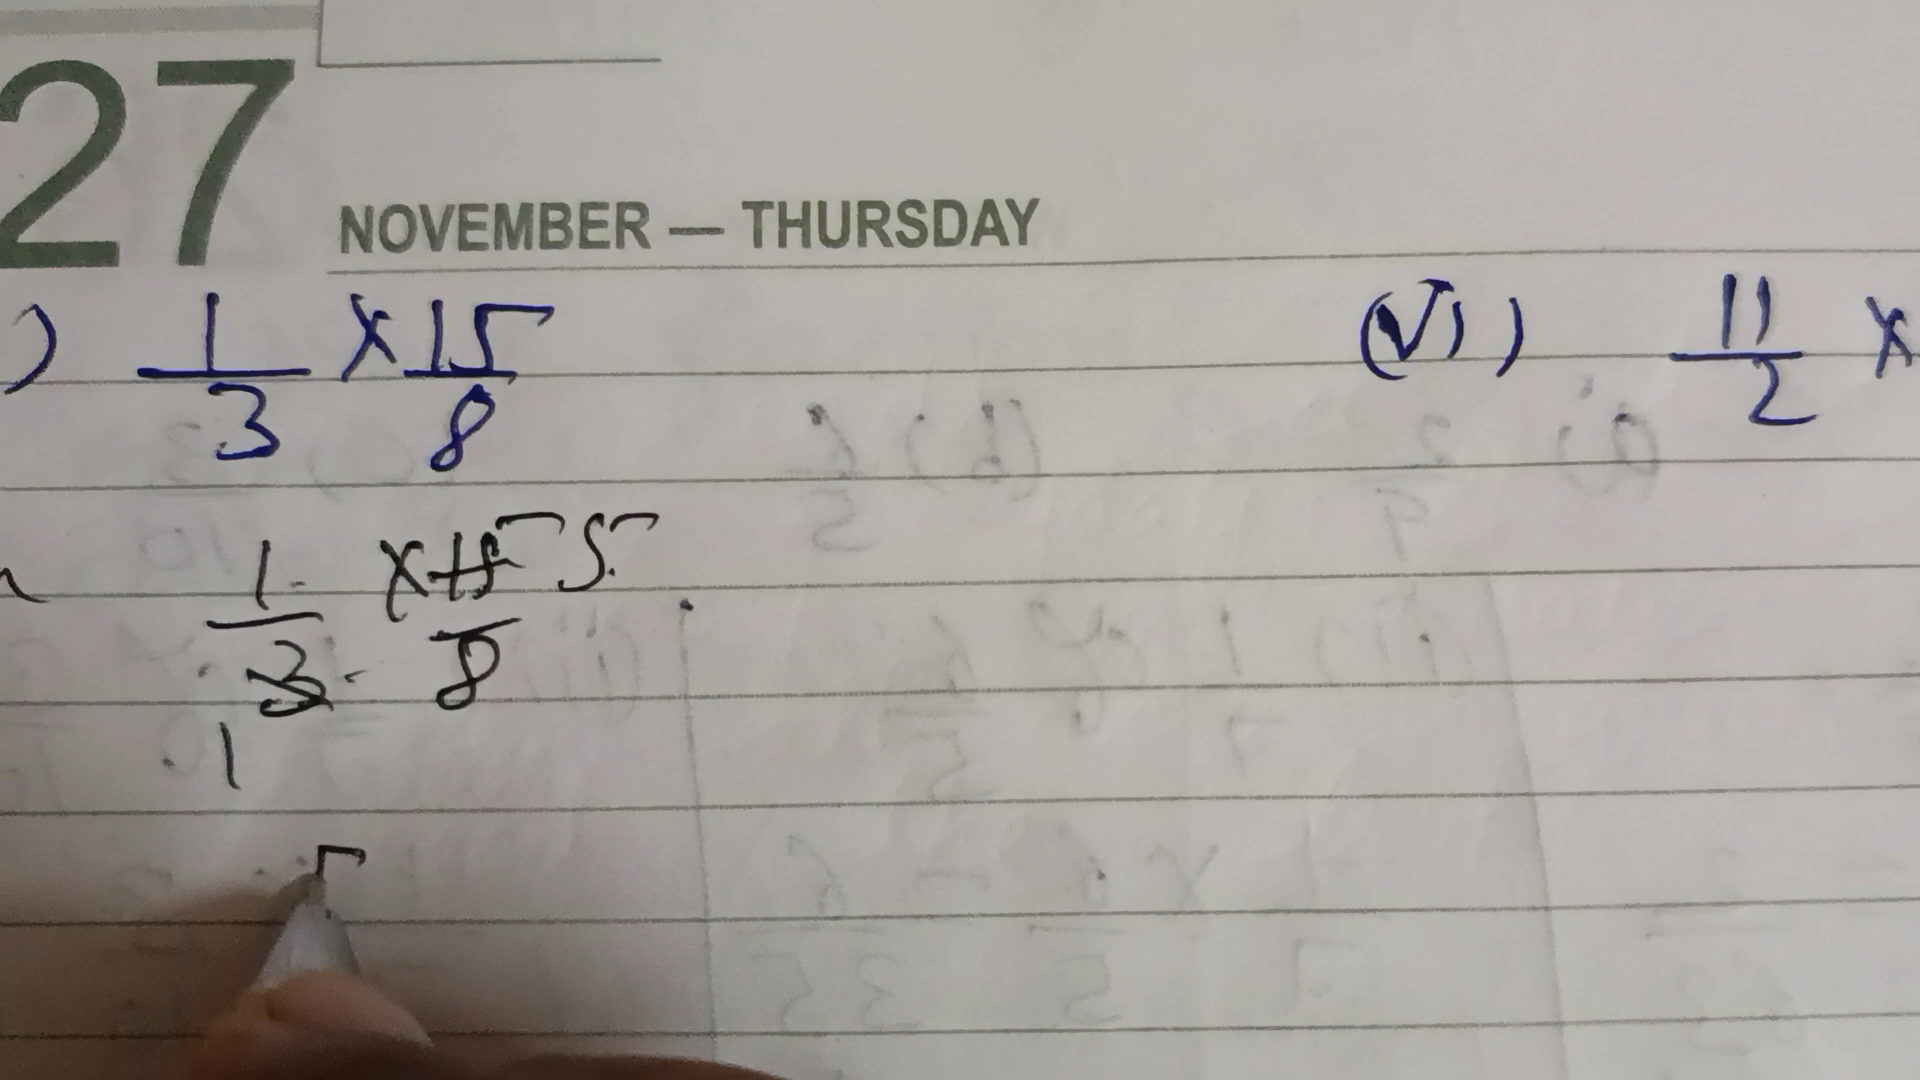 27
NOVEMBER — THURSDAY
) 1/3 × 15/8
(vi) 11/2 ×
1/3 × 15/8 5
1
5